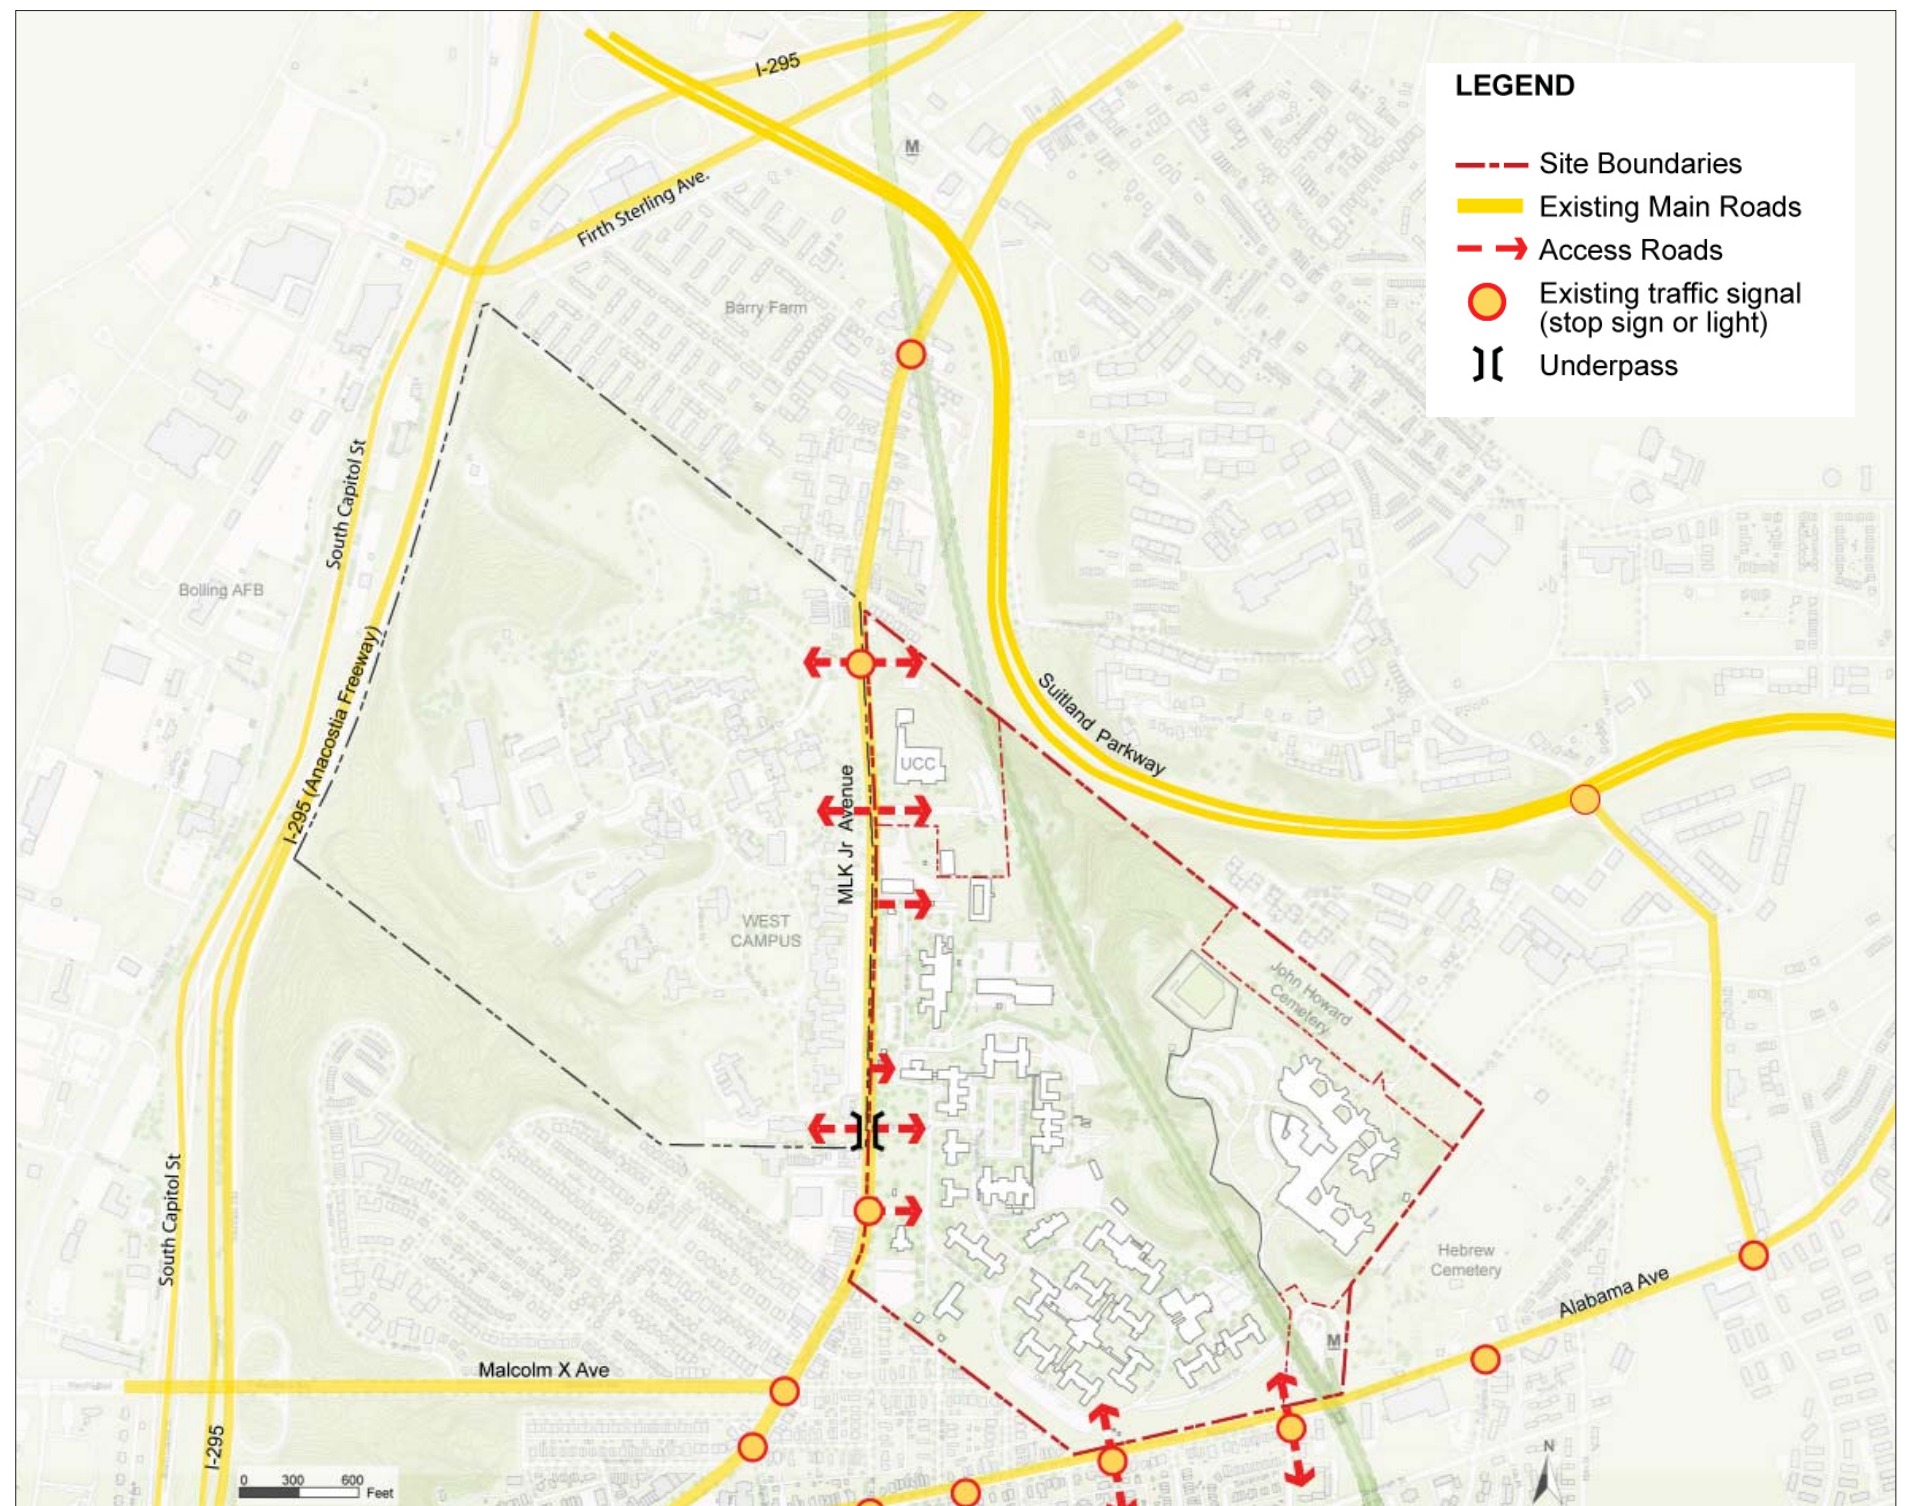 I-295
M
Firth Sterling Ave.
Barry Farm
LEGEND
Site Boundaries
Existing Main Roads
Access Roads
Existing traffic signal
(stop sign or light)
Underpass
South Capitol St
Bolling AFB
I-295 (Anacostia Freeway)
Suitland Parkway
UCC
MLK Jr Avenue
WEST
CAMPUS
John Howard
Cemetery
South Capitol St
Hebrew
Cemetery
Alabama Ave
M
Malcolm X Ave
I-295
0 300 600
Feet
N